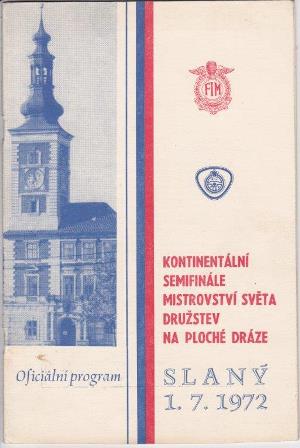 FIM
KONTINENTÁLNÍ
SEMIFINÁLE
MISTROVSTVÍ SVĚTA
DRUŽSTEV
NA PLOCHÉ DRÁZE
Oficiální program
SLANÝ
1. 7. 1972